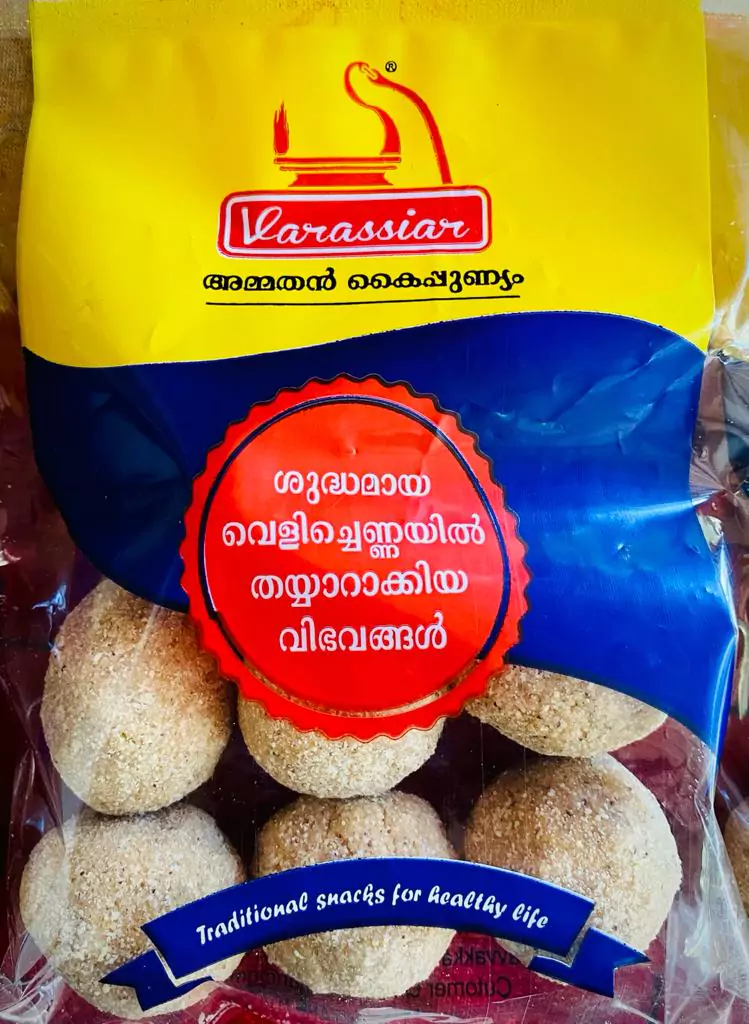 ®
Varassiar
അമ്മതൻ കൈപ്പുണ്യം
ശുദ്ധമായ
വെളിച്ചെണ്ണയിൽ
തയ്യാറാക്കിയ
വിഭവങ്ങൾ
Traditional snacks for healthy life